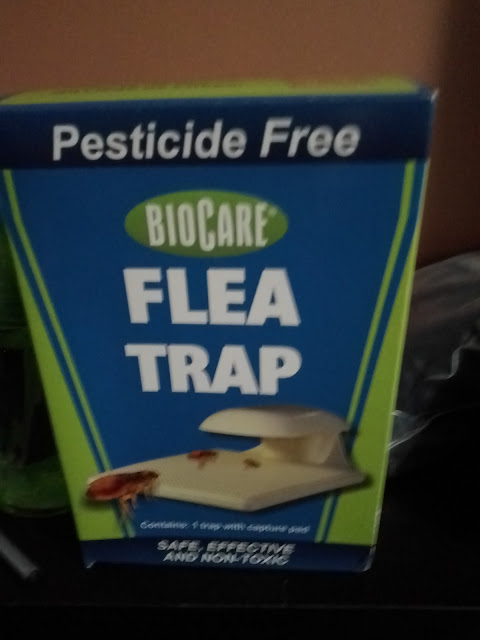 Pesticide Free
BIOCARE®
FLEA
TRAP
Contains: 1 trap with capture pad
SAFE, EFFECTIVE
AND NON-TOXIC